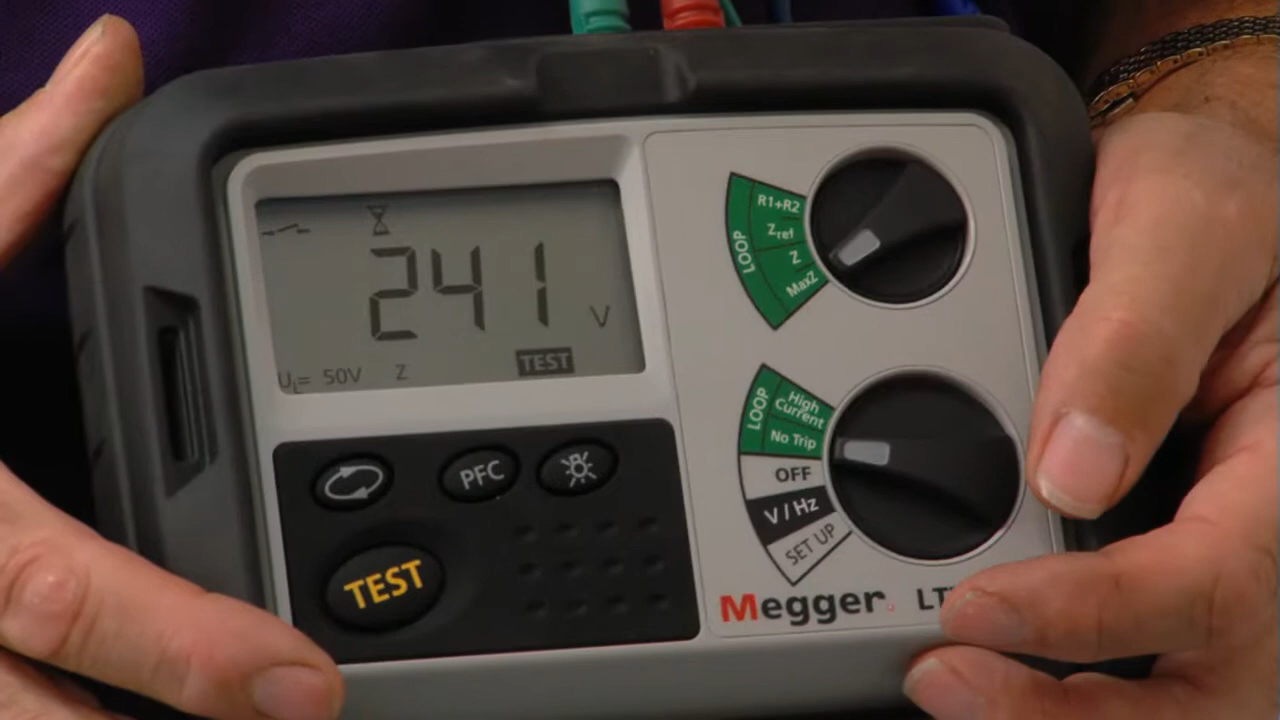 241 V
U_L= 50V Z TEST
PFC
TEST
LOOP
R1+R2
Zref
Z
MaxZ
LOOP
High
Current
No Trip
OFF
V / Hz
SET UP
Megger. LT